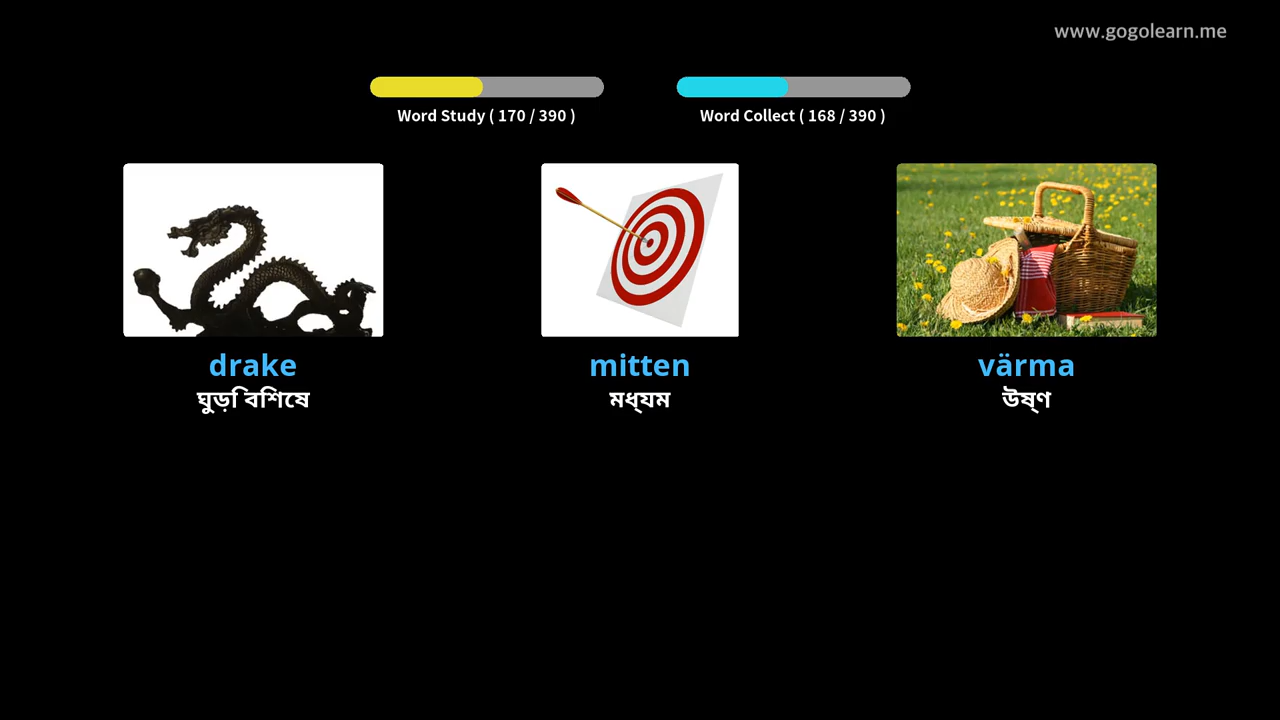 www.gogolearn.me
Word Study ( 170 / 390 )
Word Collect ( 168 / 390 )
drake
mitten
värma
ঘুড়ি বিশেষ
মধ্যম
উষ্ণ